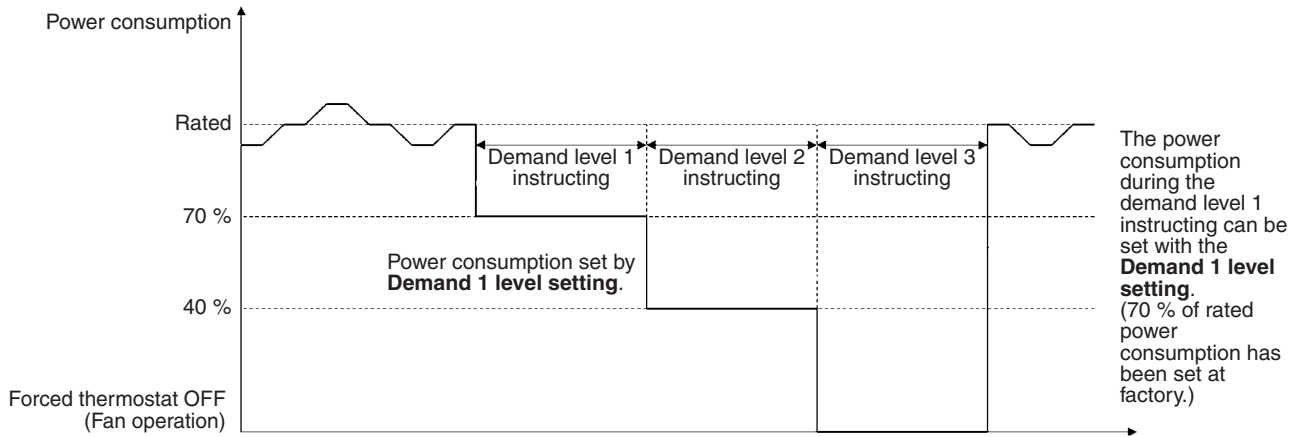 Power consumption
Rated
Demand level 1
instructing
Demand level 2
instructing
Demand level 3
instructing
70 %
Power consumption set by
Demand 1 level setting.
40 %
Forced thermostat OFF
(Fan operation)
The power
consumption
during the
demand level 1
instructing can be
set with the
Demand 1 level
setting.
(70 % of rated
power
consumption has
been set at
factory.)